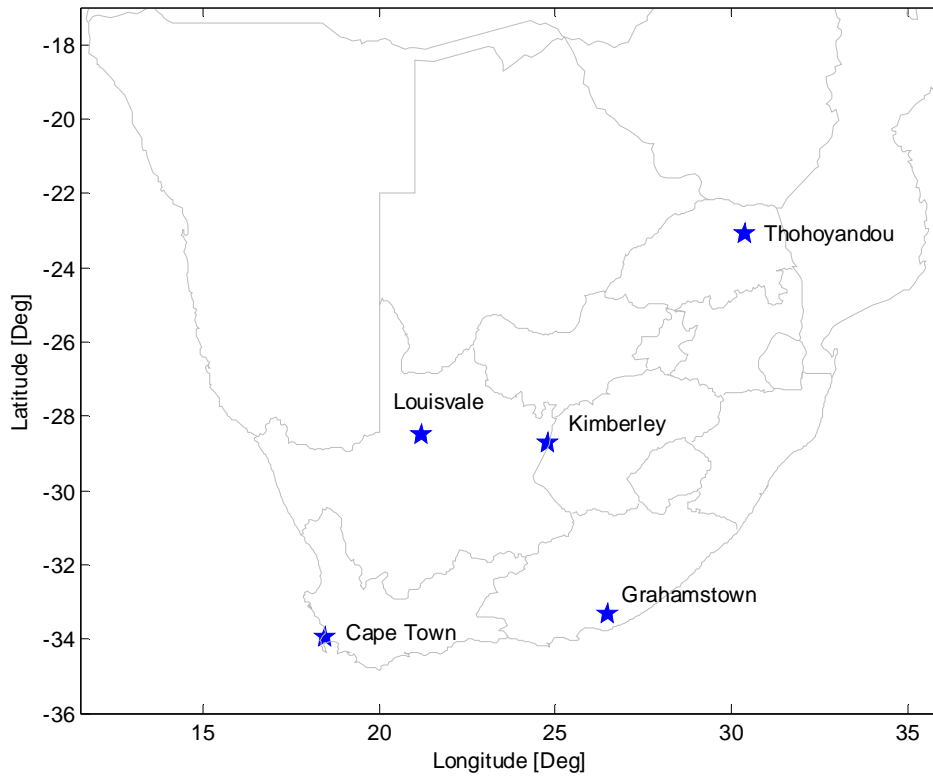 -18
-20
-22
Thohoyandou
-24
Latitude [Deg]
-26
Louisvale
-28
Kimberley
-30
-32
Grahamstown
-34
Cape Town
-36
15 20 25 30 35
Longitude [Deg]